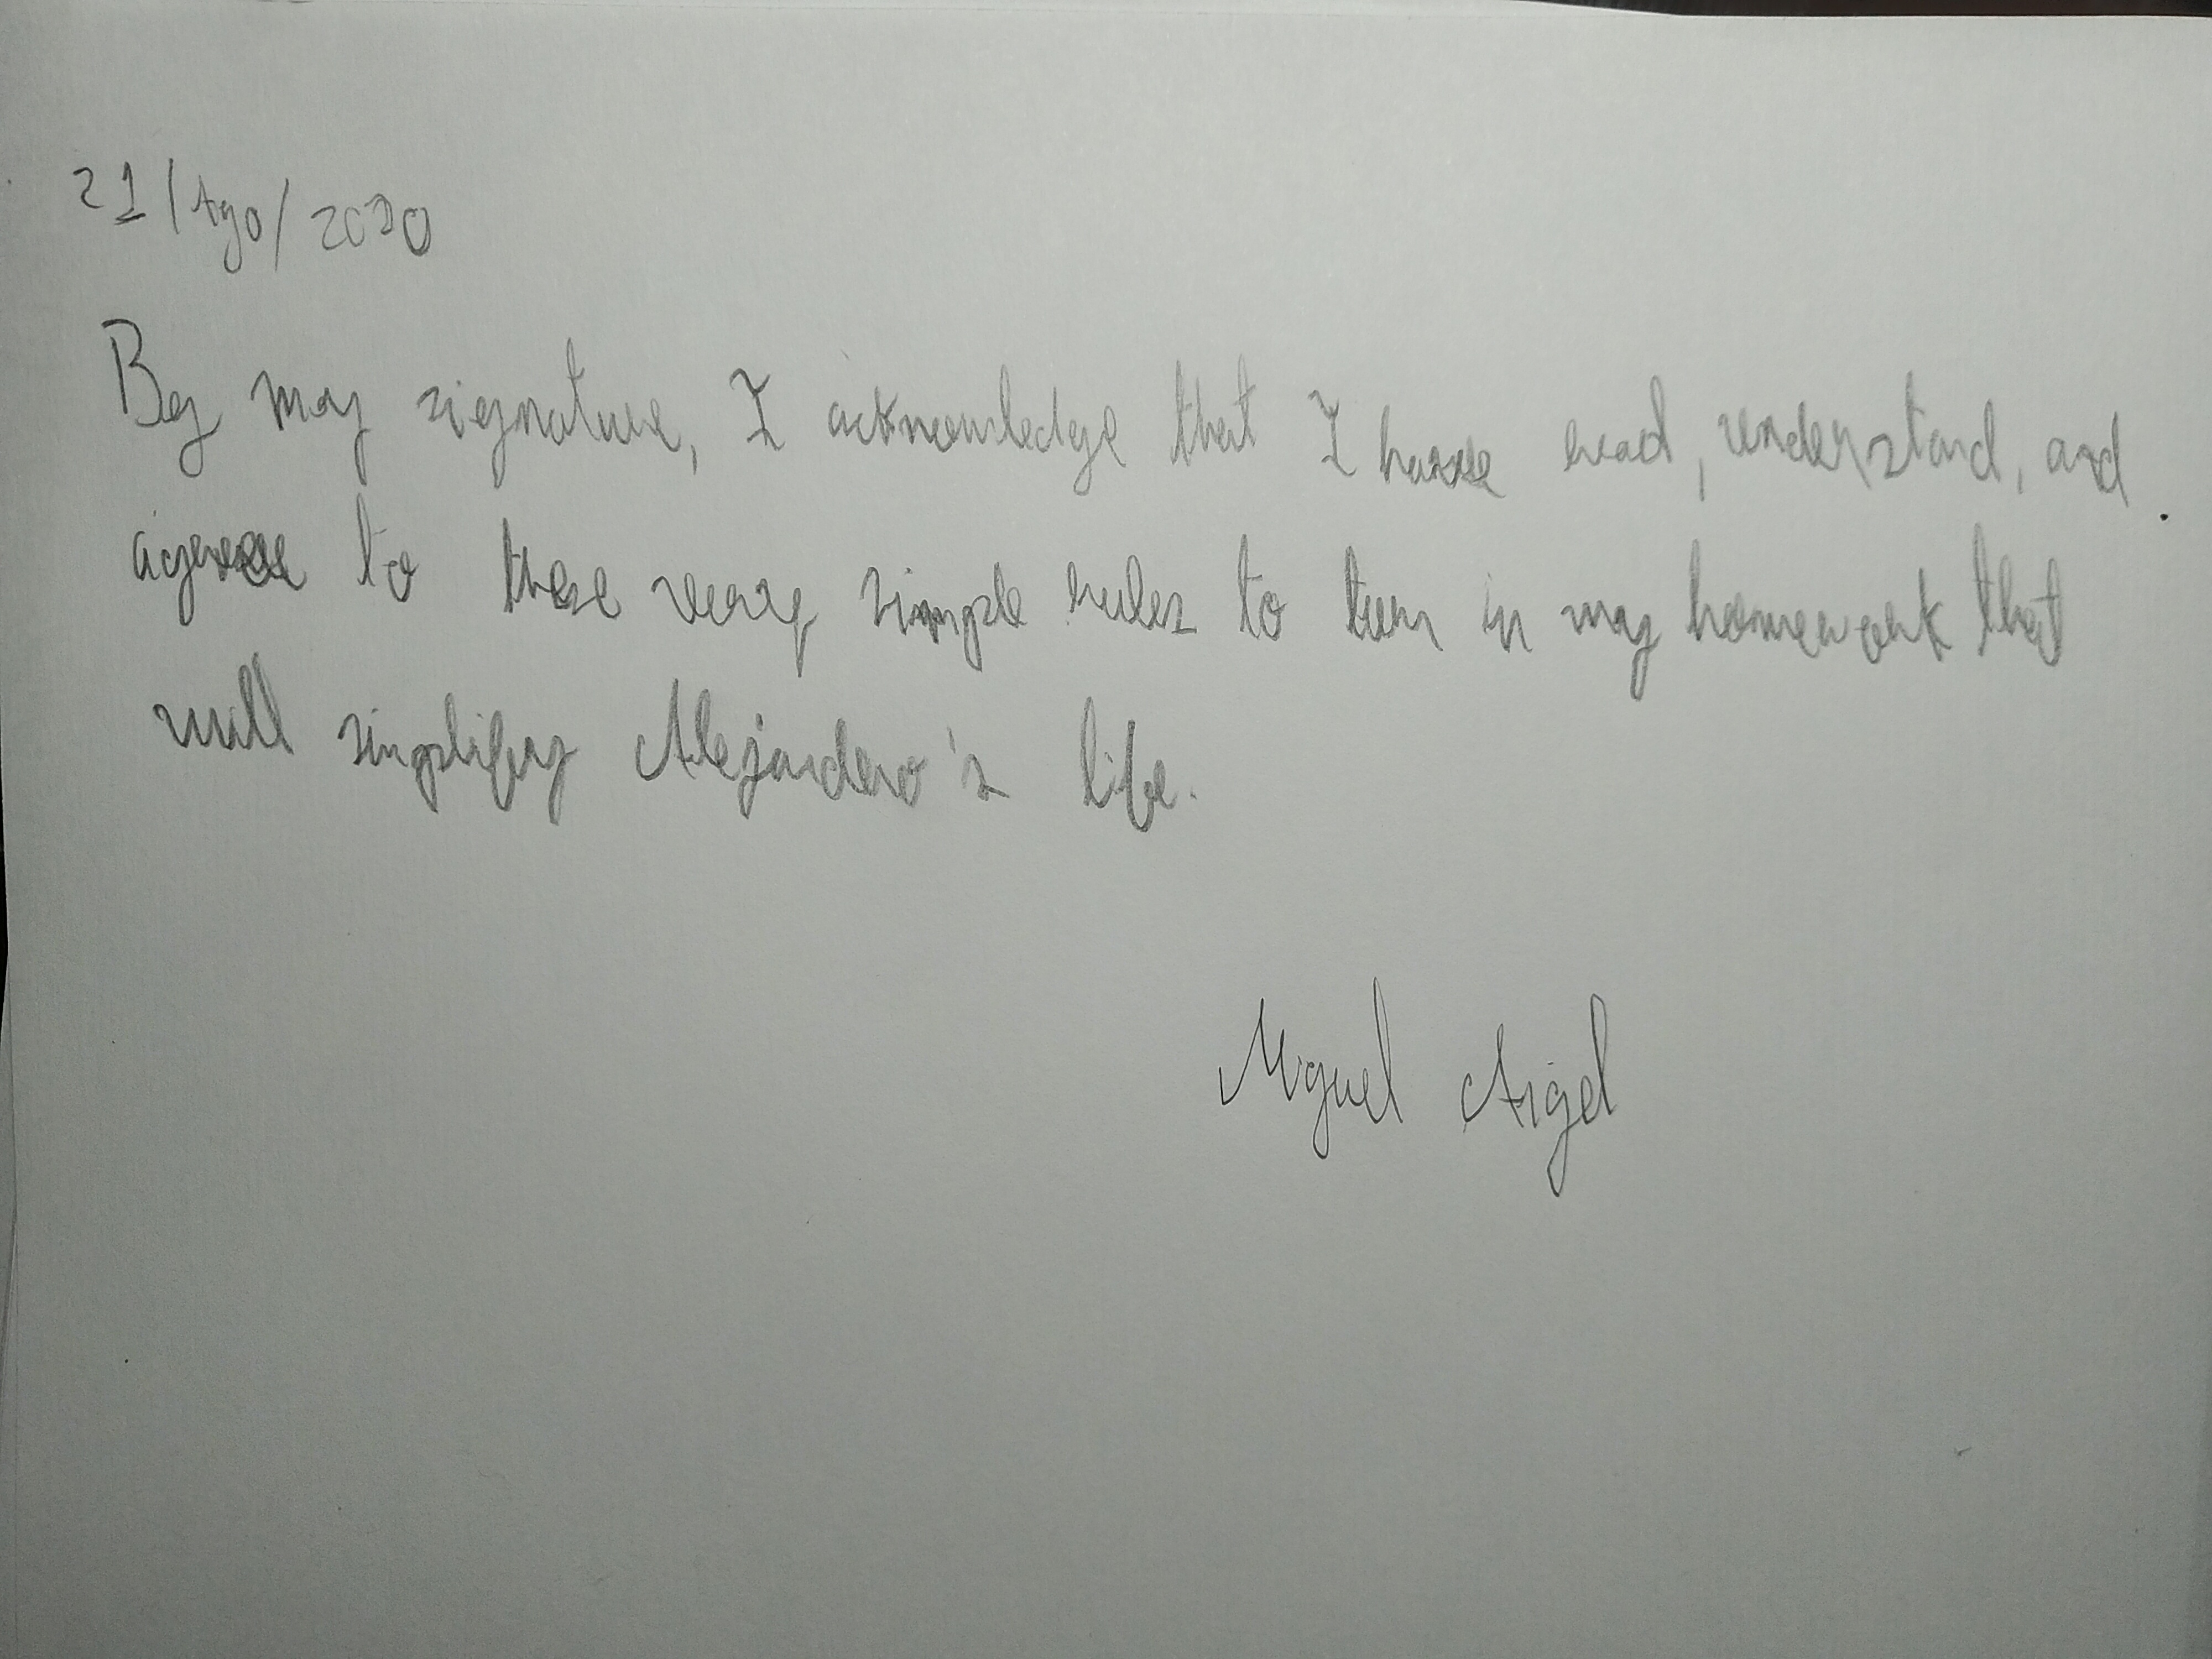 21/Ago/2020
By my signature, I acknowledge that I have read, understand, and
agree to these very, simple rules to turn in my homework that
will simplify Alejandro's life.
Miguel Angel